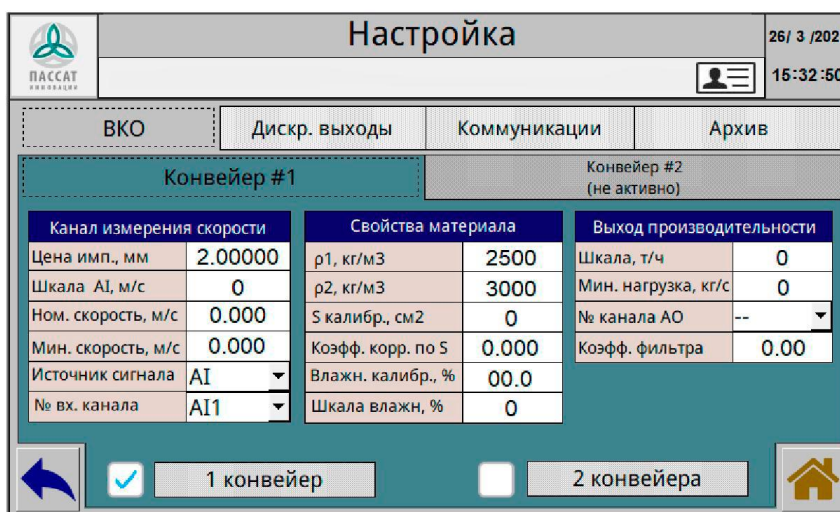 Настройка
26/ 3 /202
ПАССАТ
ИННОВАЦИИ
15:32:50
ВКО
Дискр. выходы
Коммуникации
Архив
Конвейер #1
Конвейер #2
(не активно)
Канал измерения скорости
Цена имп., мм 2.00000
Шкала AI, м/с 0
Ном. скорость, м/с 0.000
Мин. скорость, м/с 0.000
Источник сигнала AI
№ вх. канала AI1
Свойства материала
ρ1, кг/м3 2500
ρ2, кг/м3 3000
S калибр., см2 0
Коэфф. корр. по S 0.000
Влажн. калибр., % 00.0
Шкала влажн, % 0
Выход производительности
Шкала, т/ч 0
Мин. нагрузка, кг/с 0
№ канала АО --
Коэфф. фильтра 0.00
1 конвейер
2 конвейера